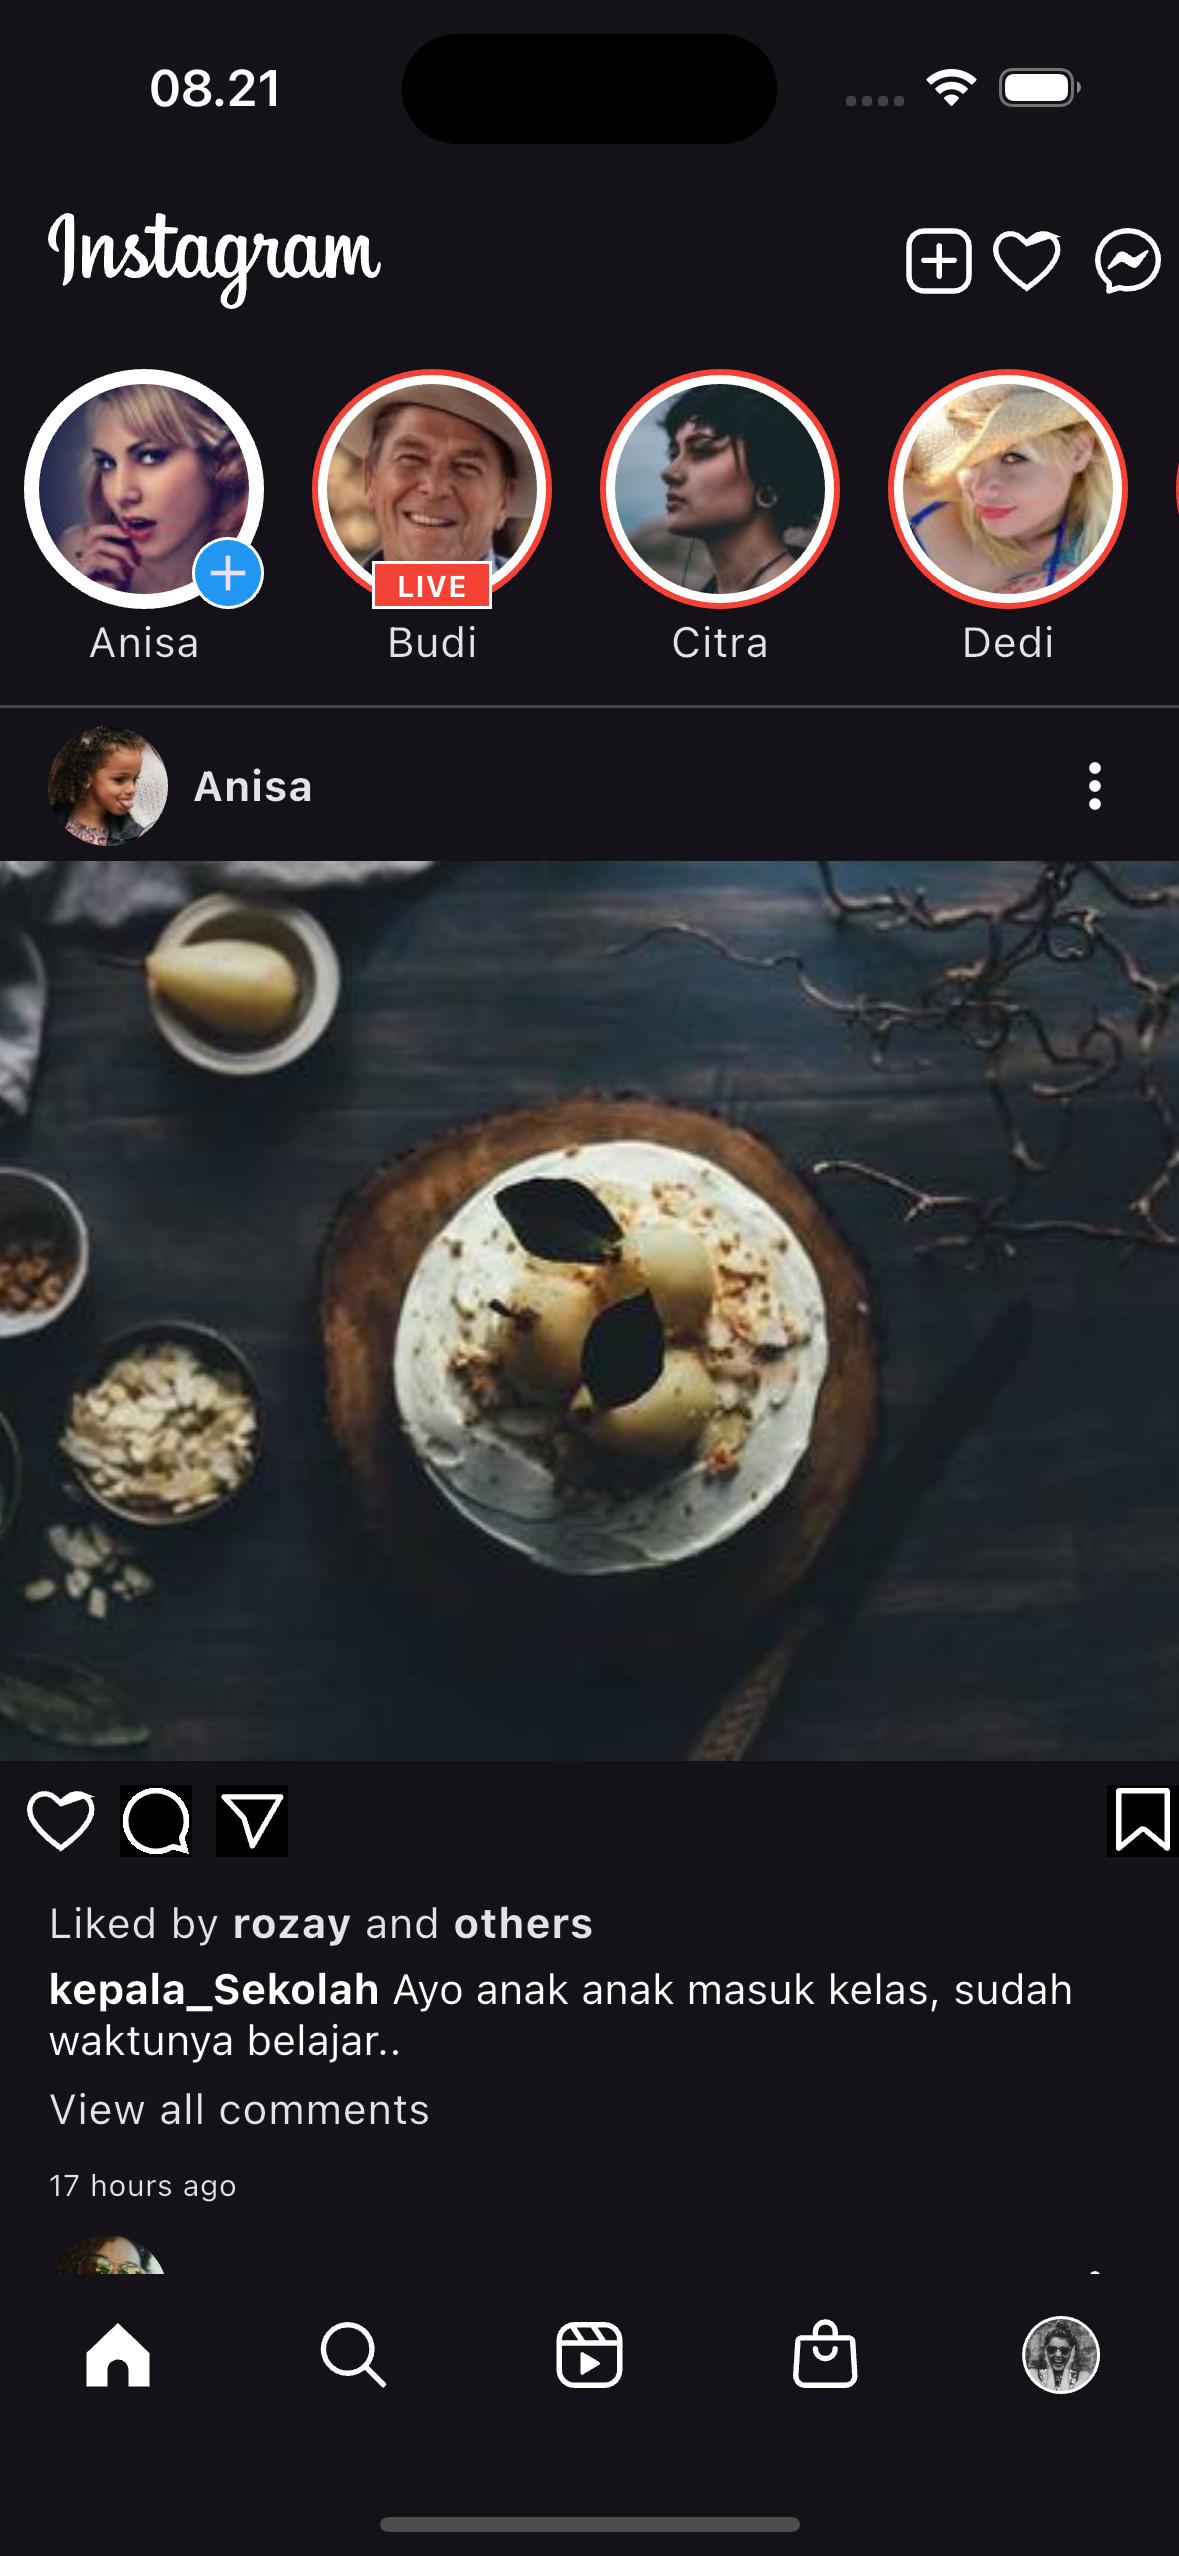 08.21
Instagram
LIVE
Anisa
Budi
Citra
Dedi
Anisa
Liked by rozay and others
kepala_Sekolah Ayo anak anak masuk kelas, sudah
waktunya belajar..
View all comments
17 hours ago